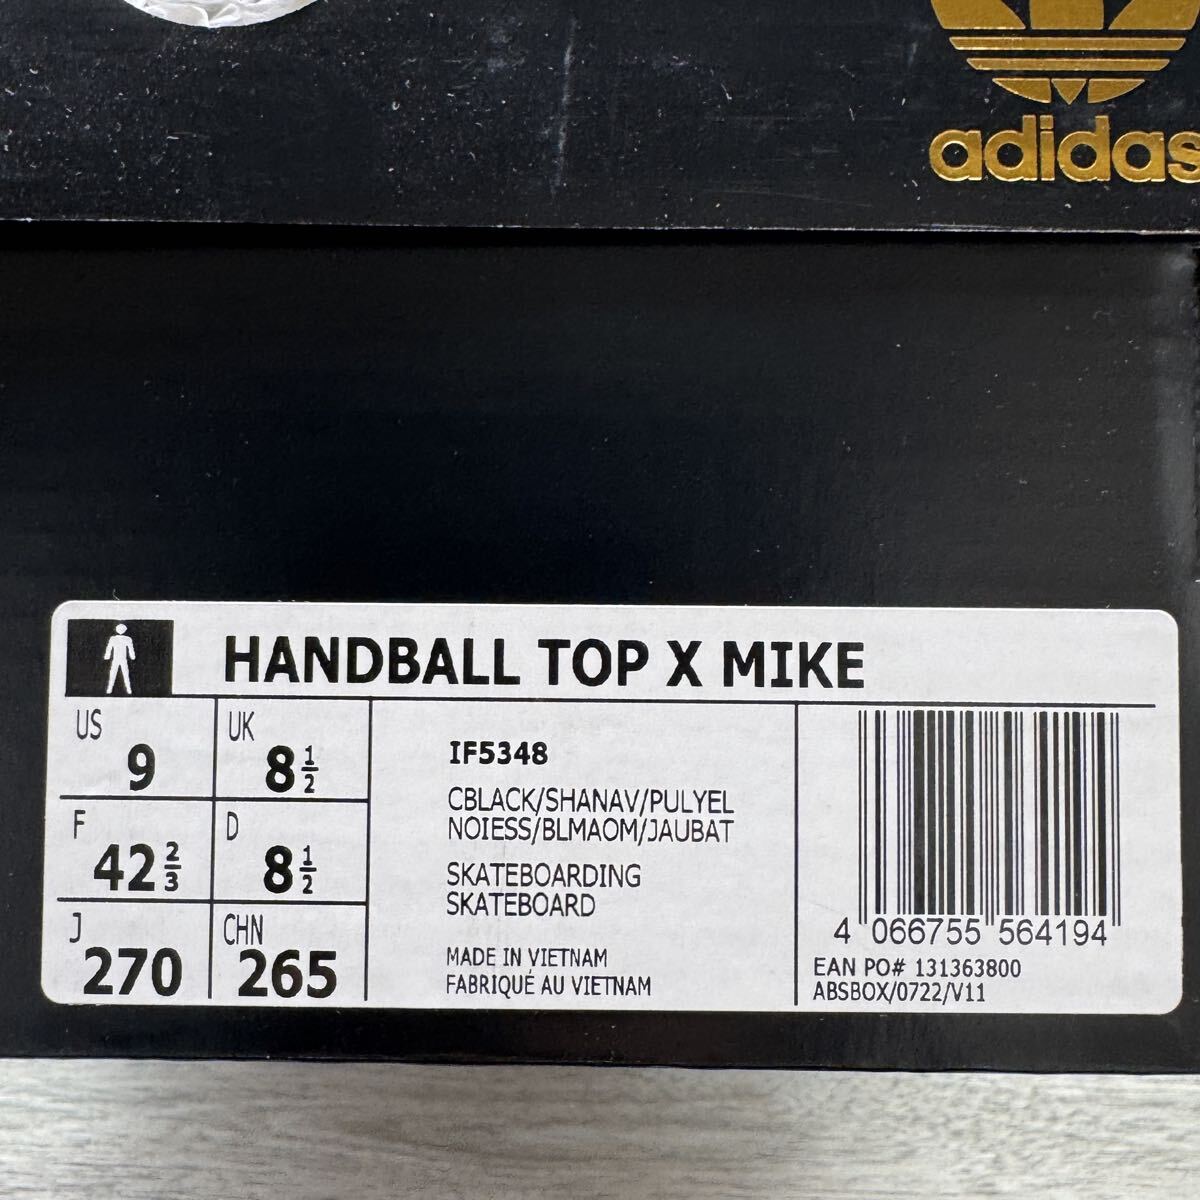 adidas
HANDBALL TOP X MIKE
US
9
UK
8 1/2
F
42 2/3
D
8 1/2
J
270
CHN
265
IF5348
CBLACK/SHANAV/PULYEL
NOIESS/BLMAOM/JAUBAT
SKATEBOARDING
SKATEBOARD
MADE IN VIETNAM
FABRIQUÉ AU VIETNAM
4 066755 564194
EAN PO# 131363800
ABSBOX/0722/V11